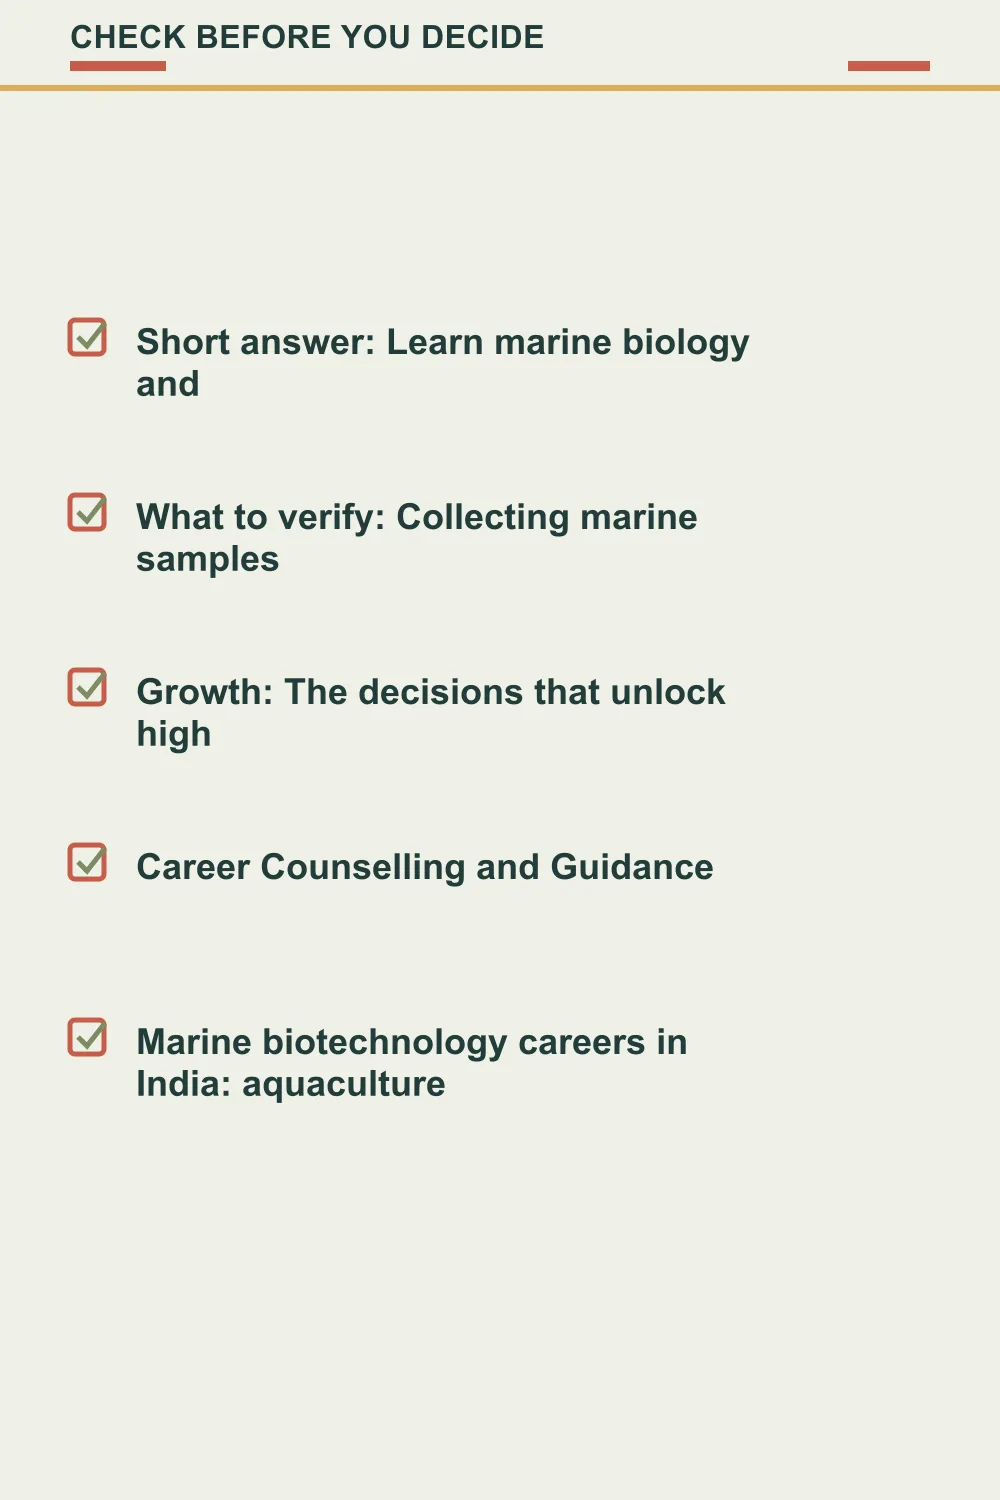 CHECK BEFORE YOU DECIDE
Short answer: Learn marine biology
and
What to verify: Collecting marine
samples
Growth: The decisions that unlock
high
Career Counselling and Guidance
Marine biotechnology careers in
India: aquaculture